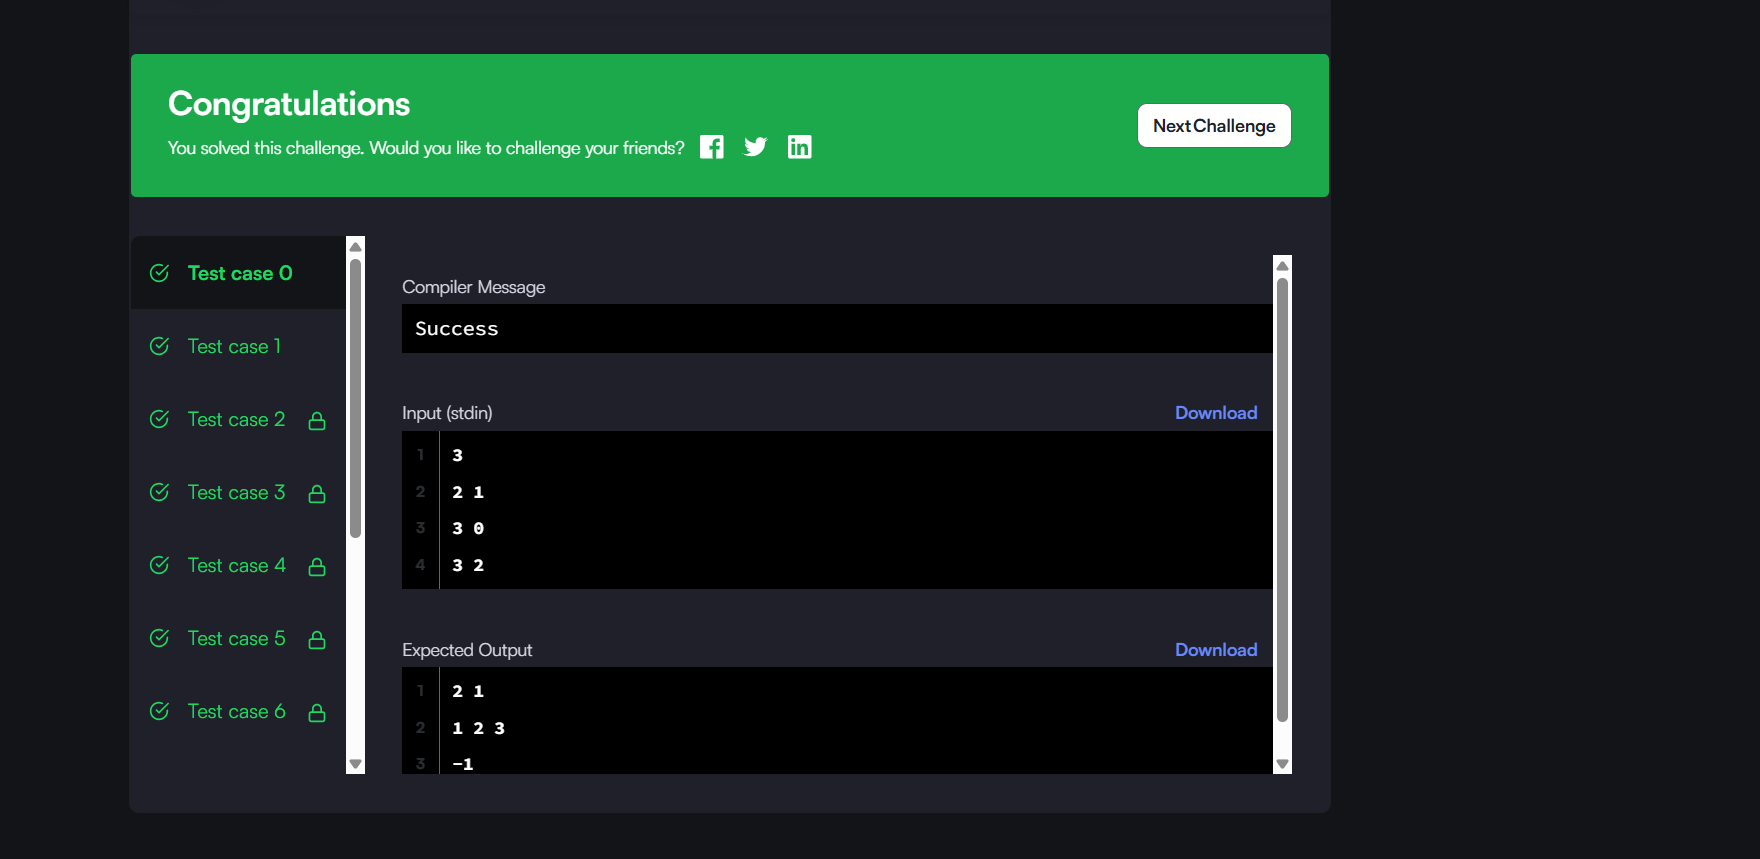 Congratulations
You solved this challenge. Would you like to challenge your friends?
Next Challenge
Test case 0
Test case 1
Test case 2
Test case 3
Test case 4
Test case 5
Test case 6
Compiler Message
Success
Input (stdin)
Download
1 3
2 2 1
3 3 0
4 3 2
Expected Output
Download
1 2 1
2 1 2 3
3 -1